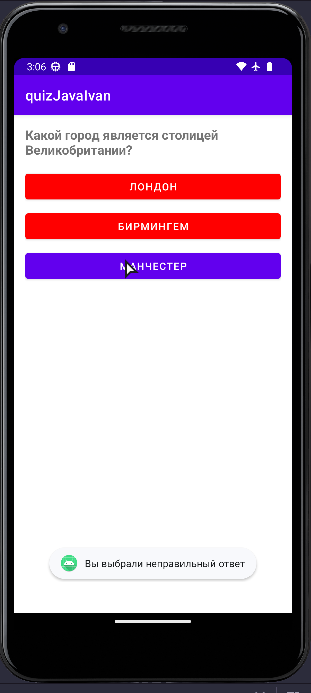 3:06
quizJavaIvan
Какой город является столицей
Великобритании?
ЛОНДОН
БИРМИНГЕМ
МАНЧЕСТЕР
Вы выбрали неправильный ответ